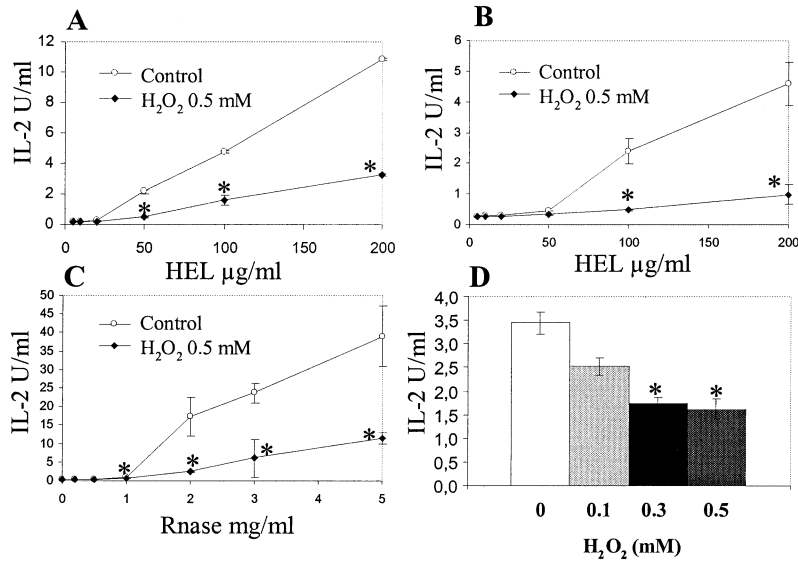 A
IL-2 U/ml
12
10
8
6
4
2
0
Control
H₂O₂ 0.5 mM
*
*
*
0 50 100 150 200
HEL µg/ml
B
IL-2 U/ml
6
5
4
3
2
1
0
Control
H₂O₂ 0.5 mM
*
*
0 50 100 150 200
HEL µg/ml
C
IL-2 U/ml
50
45
40
35
30
25
20
15
10
5
0
Control
H₂O₂ 0.5 mM
*
*
*
*
0 1 2 3 4 5
Rnase mg/ml
D
IL-2 U/ml
4,0
3,5
3,0
2,5
2,0
1,5
1,0
0,5
0,0
*
*
0 0.1 0.3 0.5
H₂O₂ (mM)